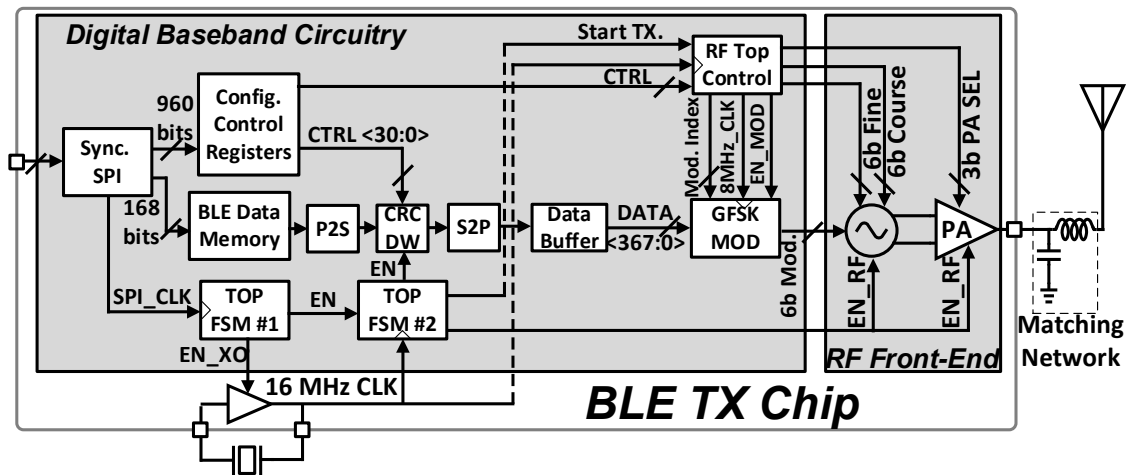 Digital Baseband Circuitry
Start TX.
CTRL
RF Top
Control
960
bits
Config.
Control
Registers
CTRL <30:0>
Mod. Index
8MHz_CLK
EN_MOD
6b Fine
6b Course
3b PA SEL
Sync.
SPI
168
bits
BLE Data
Memory
P2S
CRC
DW
S2P
Data
Buffer
DATA
<367:0>
GFSK
MOD
6b Mod.
PA
EN
SPI_CLK
TOP
FSM #1
EN
TOP
FSM #2
EN_RF
EN_RF
EN_XO
16 MHz CLK
RF Front-End
Matching
Network
BLE TX Chip